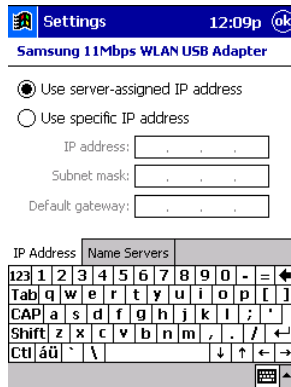 Settings 12:09p ok
Samsung 11Mbps WLAN USB Adapter
Use server-assigned IP address
Use specific IP address
IP address: . . .
Subnet mask: . . .
Default gateway: . . .
IP Address Name Servers
123 1 2 3 4 5 6 7 8 9 0 - = ←
Tab q w e r t y u i o p [ ]
CAP a s d f g h j k l ; '
Shift z x c v b n m , . / ↵
Ctl áü ` \ ↓ ↑ ← →